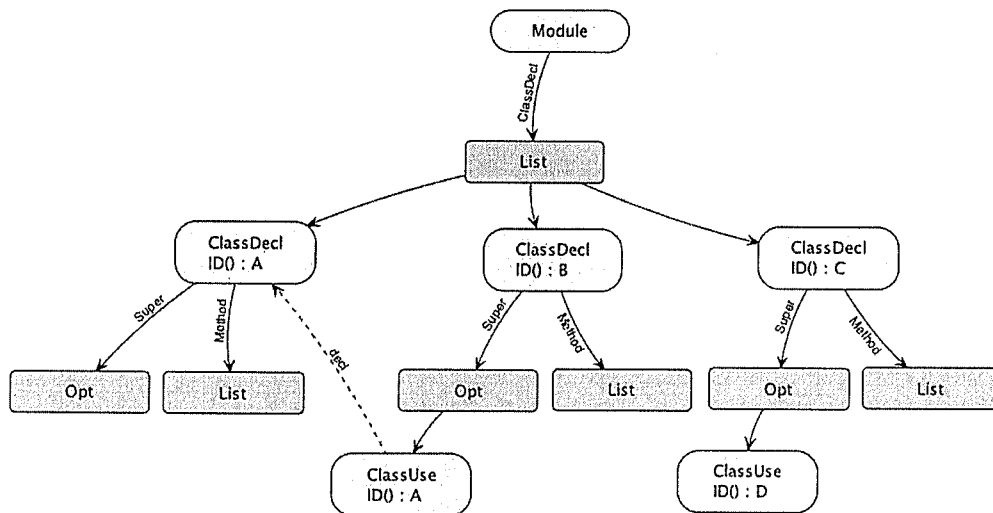 Module
ClassDecl
List
ClassDecl
ID() : A
ClassDecl
ID() : B
ClassDecl
ID() : C
Super
Method
Super
Method
Super
Method
decl
Opt
List
Opt
List
Opt
List
ClassUse
ID() : A
ClassUse
ID() : D